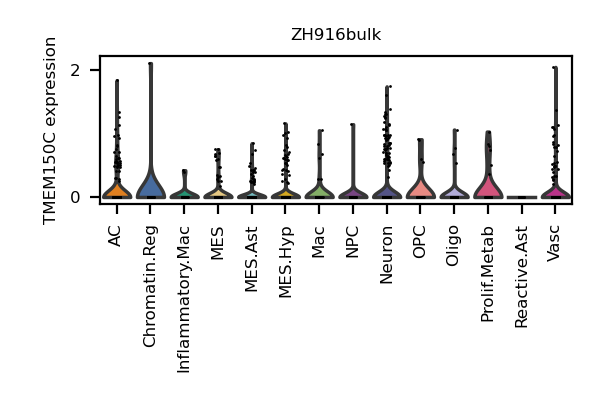 ZH916bulk
TMEM150C expression
2
0
AC
Chromatin.Reg
Inflammatory.Mac
MES
MES.Ast
MES.Hyp
Mac
NPC
Neuron
OPC
Oligo
Prolif.Metab
Reactive.Ast
Vasc